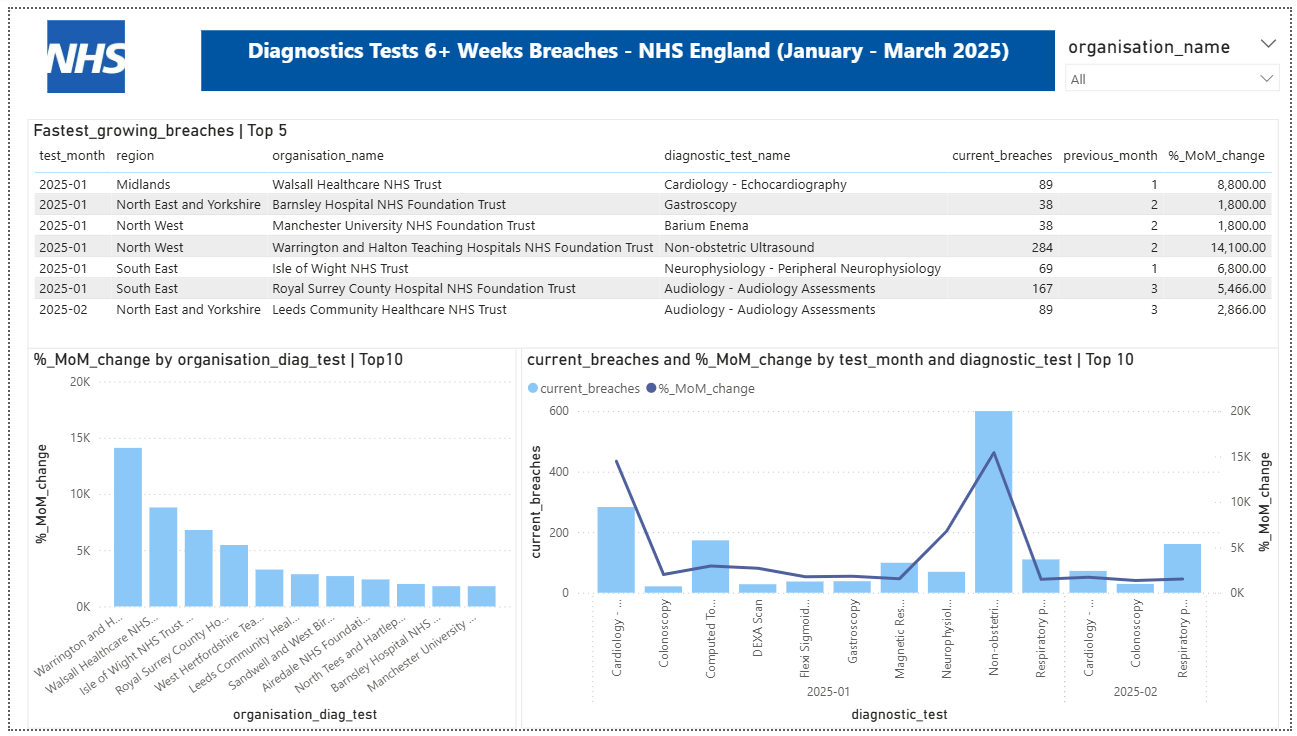 NHS
Diagnostics Tests 6+ Weeks Breaches - NHS England (January - March 2025)
organisation_name
All
Fastest_growing_breaches | Top 5
test_month region organisation_name diagnostic_test_name current_breaches previous_month %_MoM_change
2025-01 Midlands Walsall Healthcare NHS Trust Cardiology - Echocardiography 89 1 8,800.00
2025-01 North East and Yorkshire Barnsley Hospital NHS Foundation Trust Gastroscopy 38 2 1,800.00
2025-01 North West Manchester University NHS Foundation Trust Barium Enema 38 2 1,800.00
2025-01 North West Warrington and Halton Teaching Hospitals NHS Foundation Trust Non-obstetric Ultrasound 284 2 14,100.00
2025-01 South East Isle of Wight NHS Trust Neurophysiology - Peripheral Neurophysiology 69 1 6,800.00
2025-01 South East Royal Surrey County Hospital NHS Foundation Trust Audiology - Audiology Assessments 167 3 5,466.00
2025-02 North East and Yorkshire Leeds Community Healthcare NHS Trust Audiology - Audiology Assessments 89 3 2,866.00
%_MoM_change by organisation_diag_test | Top10
%_MoM_change
20K
15K
10K
5K
0K
Warrington and H...
Walsall Healthcare NHS...
Isle of Wight NHS Trust ...
Royal Surrey County Ho...
West Hertfordshire Tea...
Leeds Community Heal...
Sandwell and West Bir...
Airedale NHS Foundati...
North Tees and Hartlep...
Barnsley Hospital NHS ...
Manchester University ...
organisation_diag_test
current_breaches and %_MoM_change by test_month and diagnostic_test | Top 10
current_breaches %_MoM_change
current_breaches
600
400
200
0
20K
15K
10K
5K
0K
%_MoM_change
Cardiology - ...
Colonoscopy
Computed To...
DEXA Scan
Flexi Sigmoid...
Gastroscopy
Magnetic Res...
Neurophysiol...
Non-obstetri...
Respiratory p...
Cardiology - ...
Colonoscopy
Respiratory p...
2025-01 2025-02
diagnostic_test